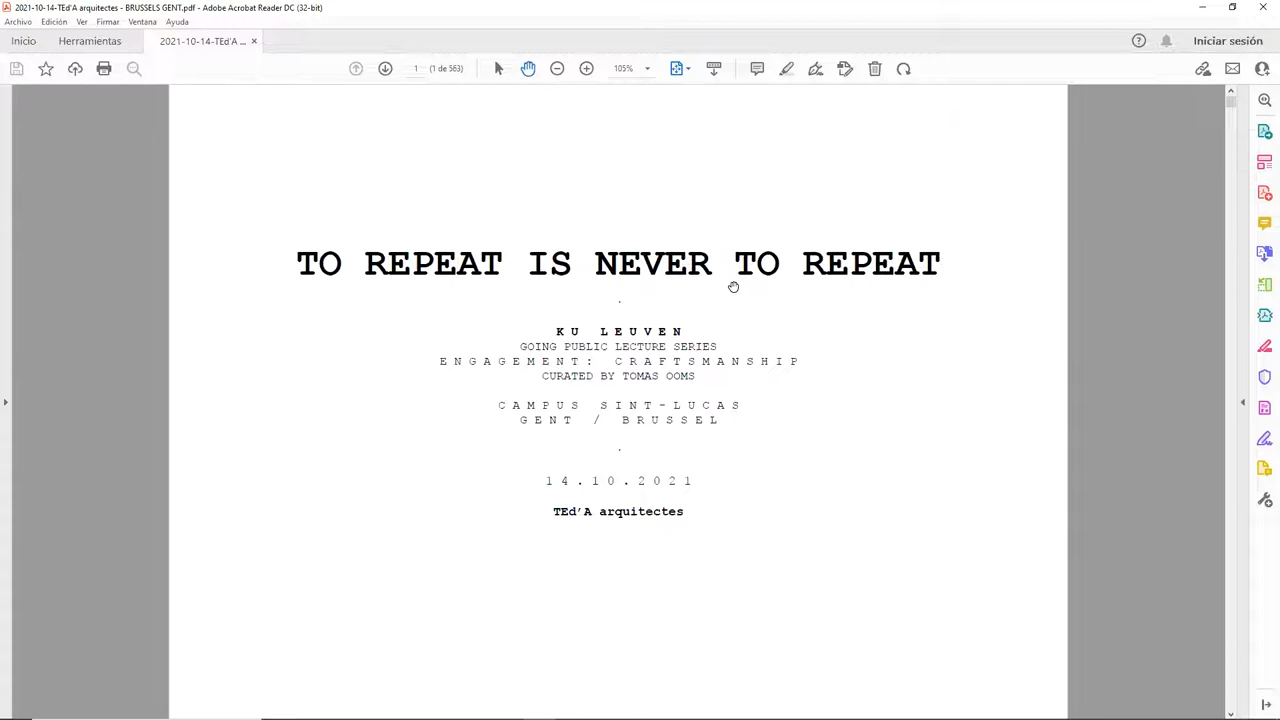 2021-10-14-TEd'A arquitectes - BRUSSELS GENT.pdf - Adobe Acrobat Reader DC (32-bit)
Archivo Edición Ver Firmar Ventana Ayuda
Inicio Herramientas 2021-10-14-TEd'A ... × Iniciar sesión
1 (1 de 563) 105%
TO REPEAT IS NEVER TO REPEAT
.
KU LEUVEN
GOING PUBLIC LECTURE SERIES
ENGAGEMENT: CRAFTSMANSHIP
CURATED BY TOMAS OOMS
CAMPUS SINT-LUCAS
GENT / BRUSSEL
.
14.10.2021
TEd'A arquitectes